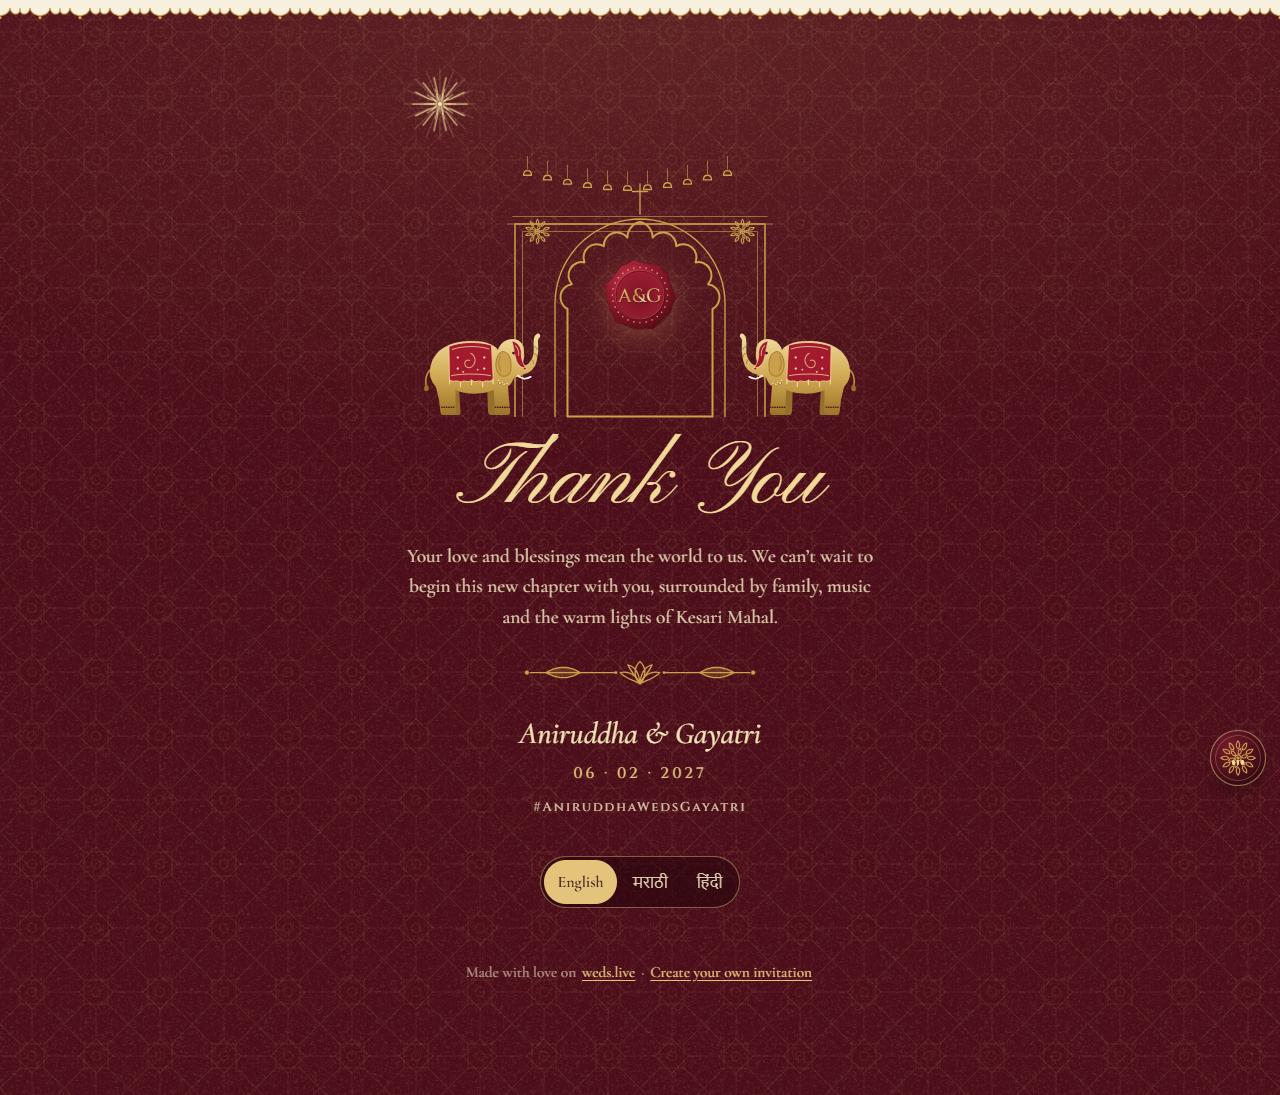 A&G
Thank You
Your love and blessings mean the world to us. We can’t wait to
begin this new chapter with you, surrounded by family, music
and the warm lights of Kesari Mahal.
Aniruddha & Gayatri
06 · 02 · 2027
#AniruddhaWedsGayatri
English मराठी हिंदी
Made with love on weds.live · Create your own invitation